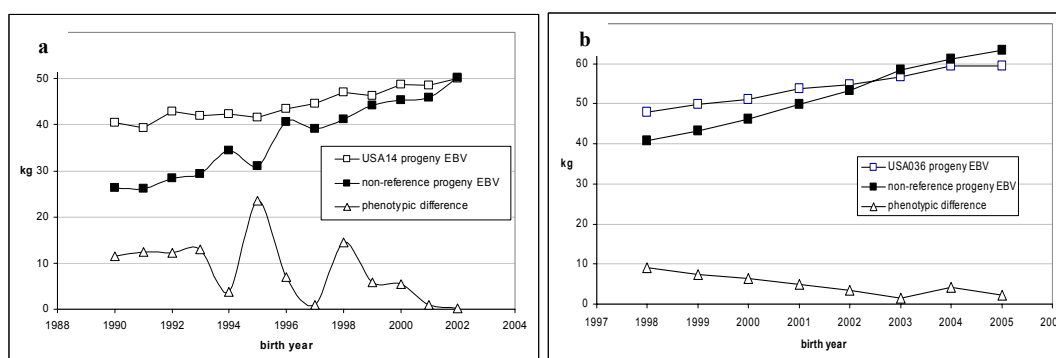 a
50
40
30
20
10
0
kg
USA14 progeny EBV
non-reference progeny EBV
phenotypic difference
1988 1990 1992 1994 1996 1998 2000 2002 2004
birth year
b
60
50
40
30
20
10
0
kg
USA036 progeny EBV
non-reference progeny EBV
phenotypic difference
1997 1998 1999 2000 2001 2002 2003 2004 2005 200
birth year